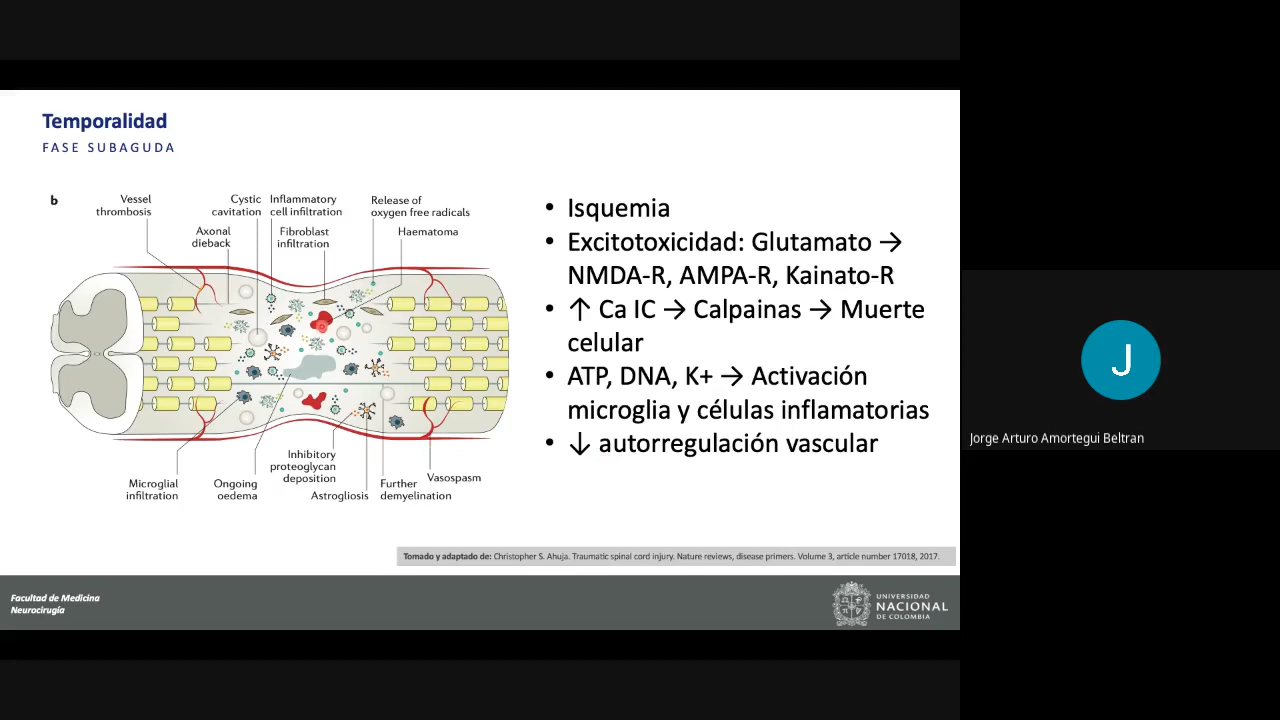 Temporalidad
FASE SUBAGUDA
b
Vessel
thrombosis
Axonal
dieback
Cystic
cavitation
Inflammatory
cell infiltration
Fibroblast
infiltration
Release of
oxygen free radicals
Haematoma
Microglial
infiltration
Ongoing
oedema
Inhibitory
proteoglycan
deposition
Astrogliosis
Further
demyelination
Vasospasm
• Isquemia
• Excitotoxicidad: Glutamato →
NMDA-R, AMPA-R, Kainato-R
• ↑ Ca IC → Calpainas → Muerte
celular
• ATP, DNA, K+ → Activación
microglia y células inflamatorias
• ↓ autorregulación vascular
Tomado y adaptado de: Christopher S. Ahuja. Traumatic spinal cord injury. Nature reviews, disease primers. Volume 3, article number 17018, 2017.
Facultad de Medicina
Neurocirugía
UNIVERSIDAD
NACIONAL
DE COLOMBIA
J
Jorge Arturo Amortegui Beltran